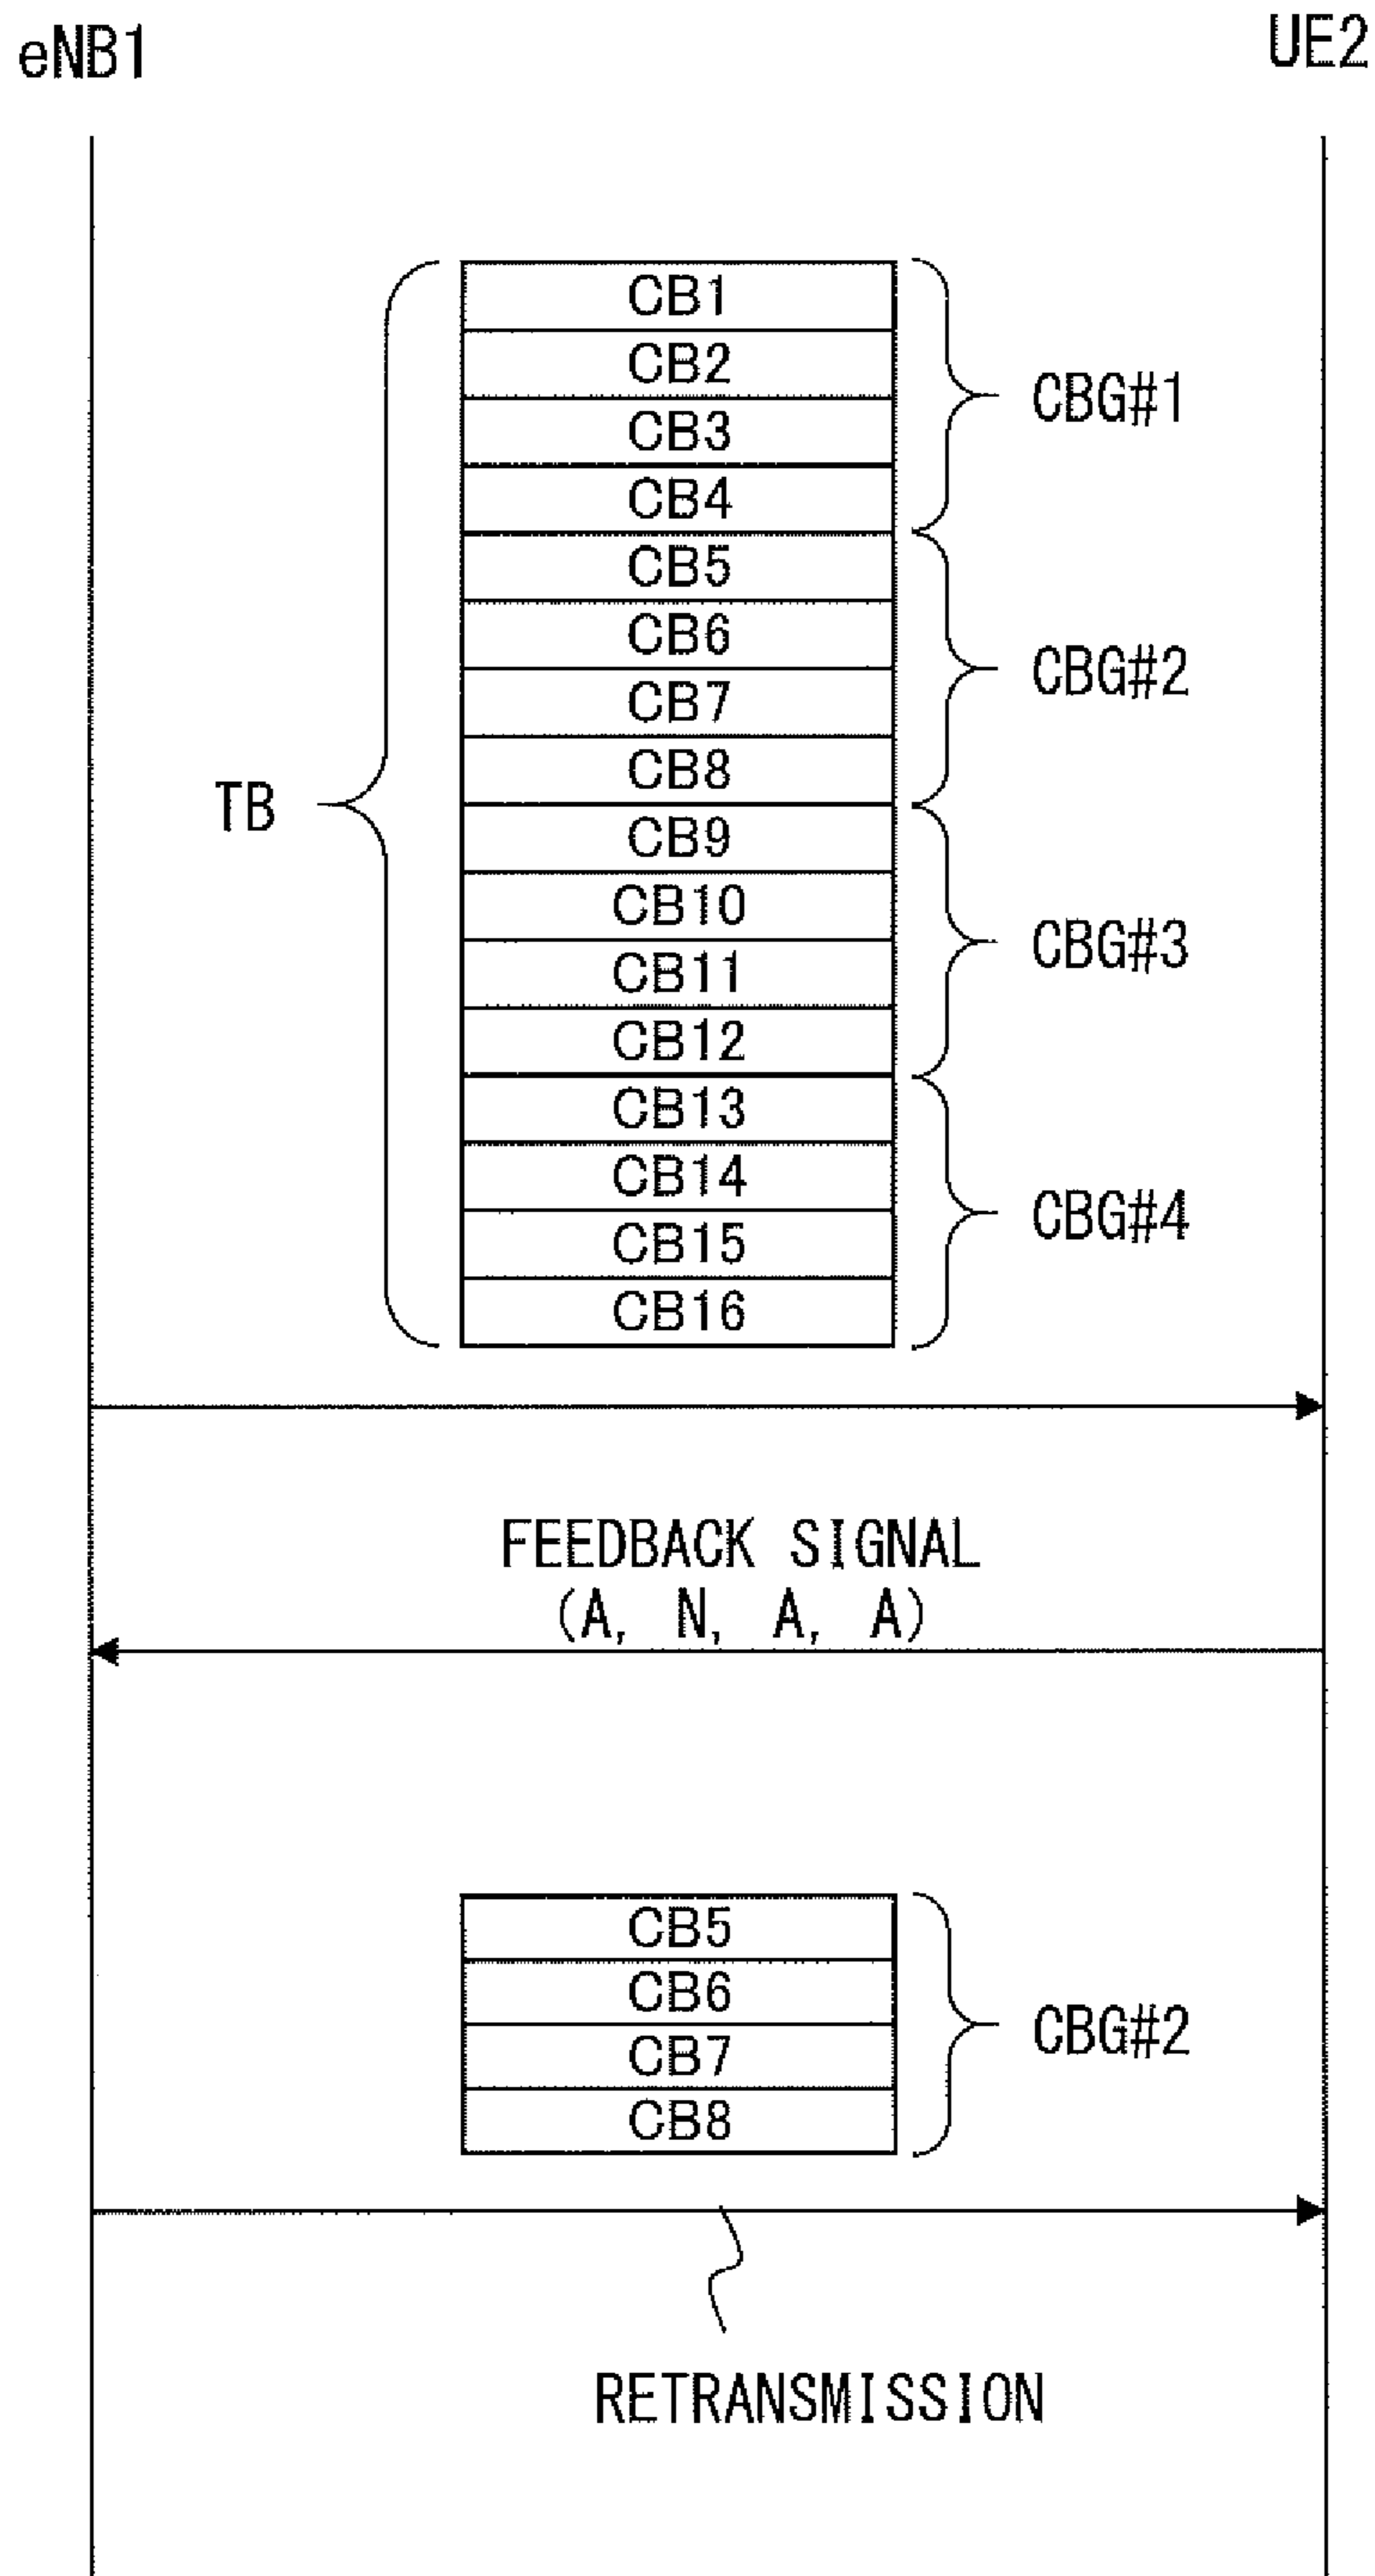 eNB1
UE2
CB1
CB2
CB3
CB4
CBG#1
CB5
CB6
CB7
CB8
CBG#2
TB
CB9
CB10
CB11
CB12
CBG#3
CB13
CB14
CB15
CB16
CBG#4
FEEDBACK SIGNAL
(A, N, A, A)
CB5
CB6
CB7
CB8
CBG#2
RETRANSMISSION